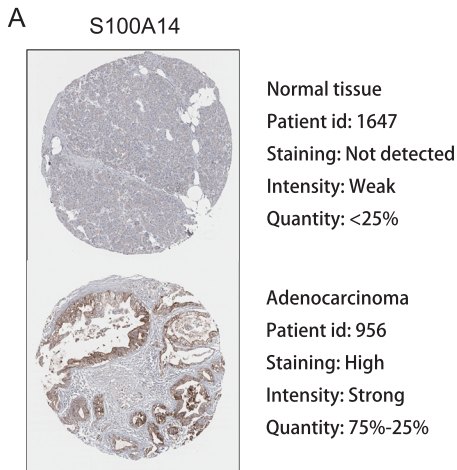 A
S100A14
Normal tissue
Patient id: 1647
Staining: Not detected
Intensity: Weak
Quantity: <25%
Adenocarcinoma
Patient id: 956
Staining: High
Intensity: Strong
Quantity: 75%-25%